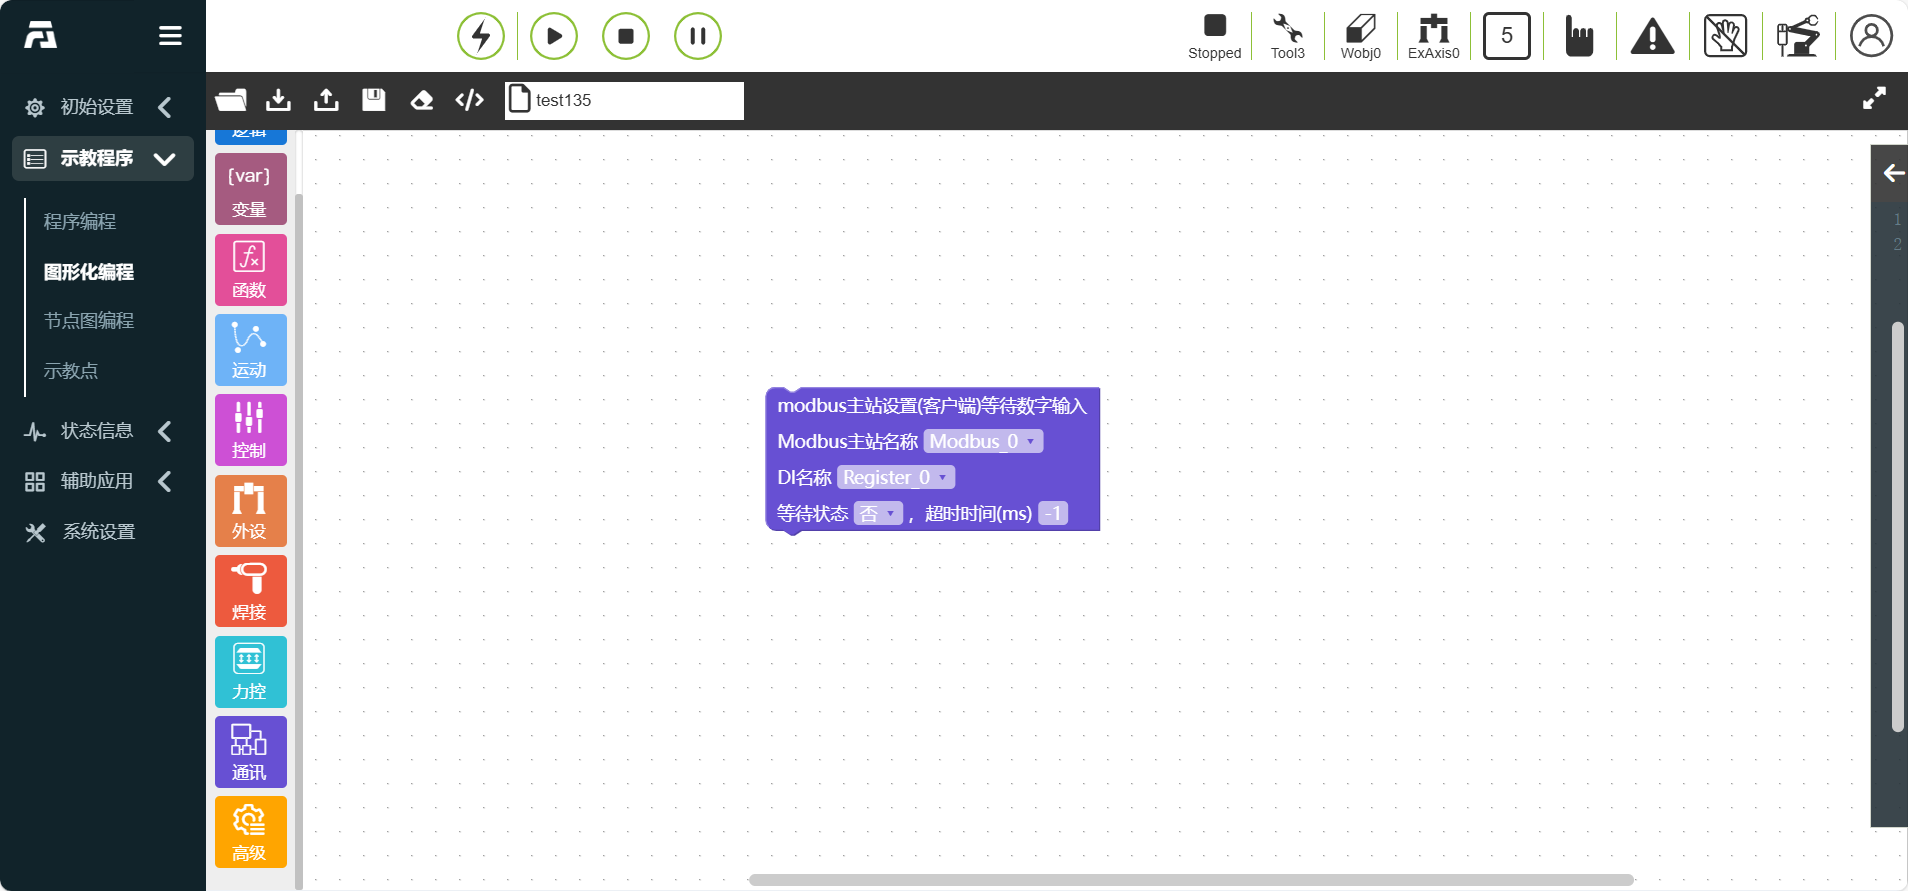 Stopped
Tool3
Wobj0
ExAxis0
5
test135
初始设置
示教程序
程序编程
图形化编程
节点图编程
示教点
状态信息
辅助应用
系统设置
逻辑
{var}
变量
函数
运动
控制
外设
焊接
力控
通讯
高级
modbus主站设置(客户端)等待数字输入
Modbus主站名称 Modbus_0
DI名称 Register_0
等待状态 否 ，超时时间(ms) -1
1
2